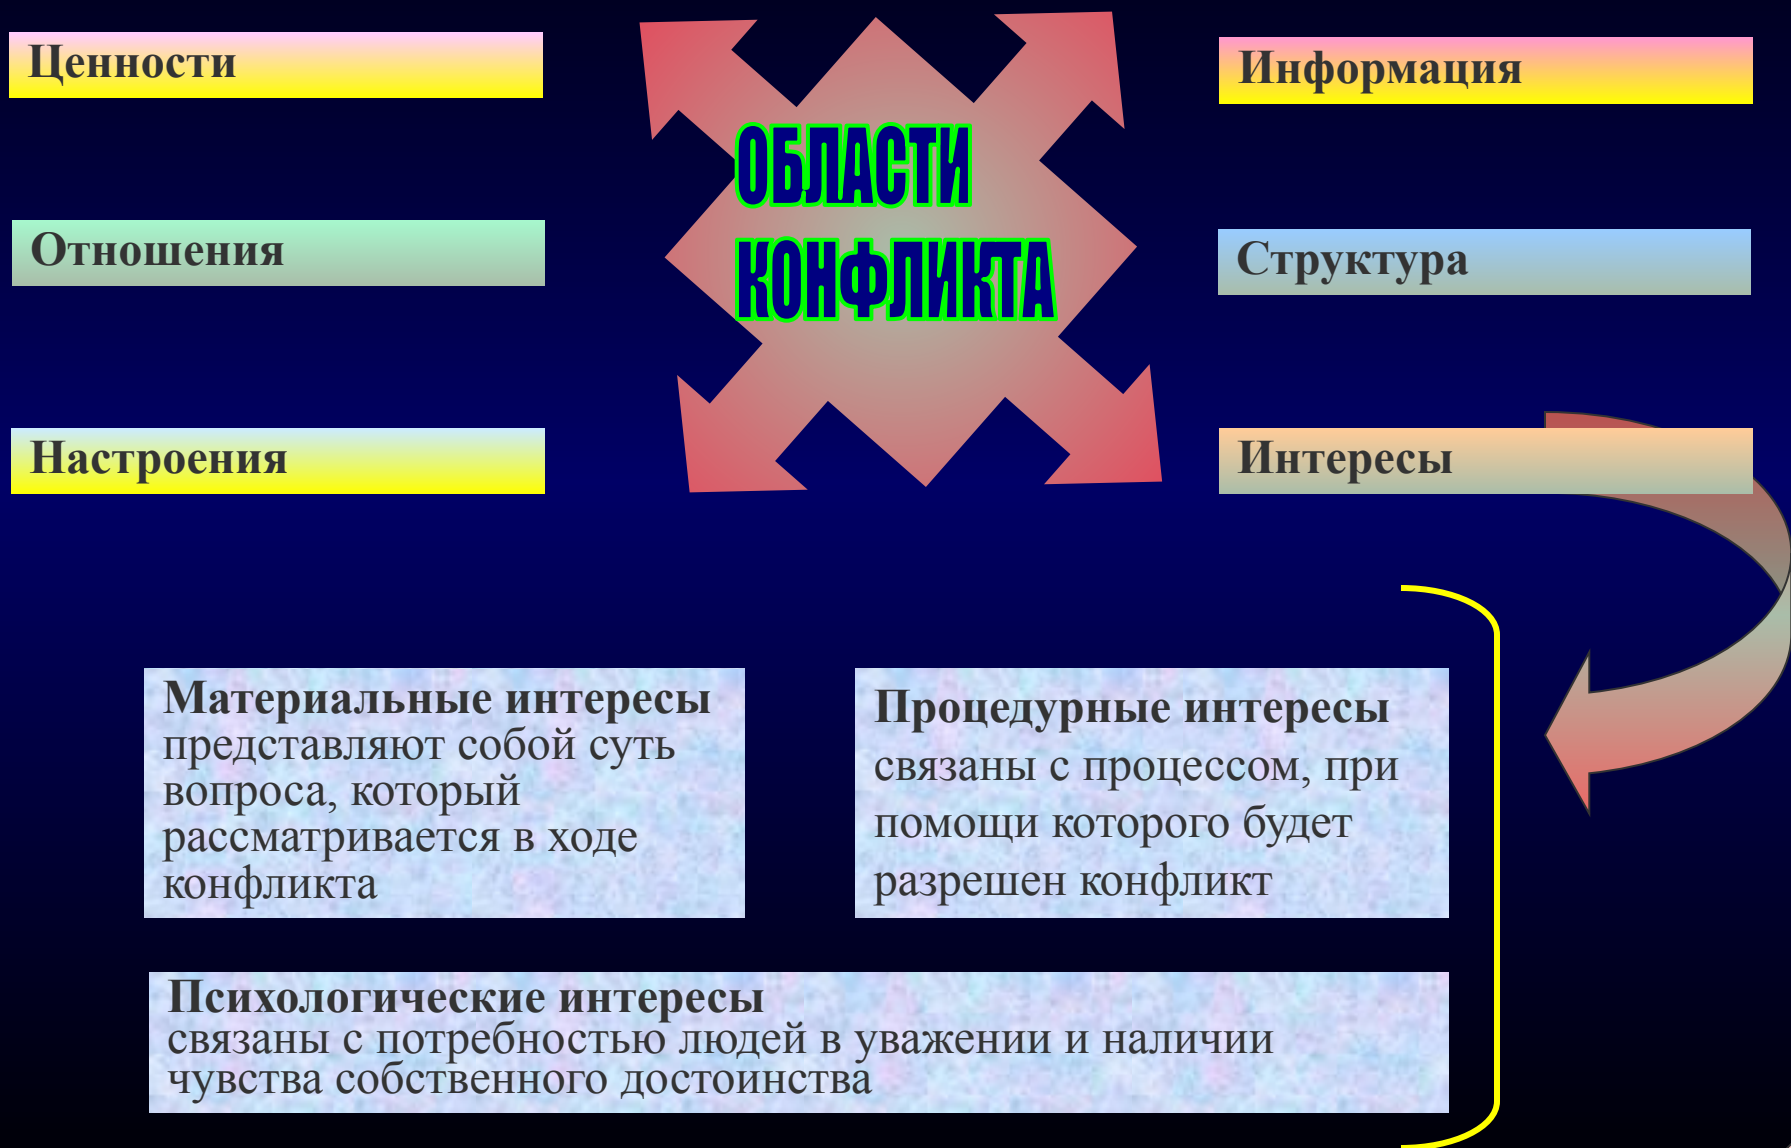 Ценности
Информация
ОБЛАСТИ
КОНФЛИКТА
Отношения
Структура
Настроения
Интересы
Материальные интересы
представляют собой суть
вопроса, который
рассматривается в ходе
конфликта
Процедурные интересы
связаны с процессом, при
помощи которого будет
разрешен конфликт
Психологические интересы
связаны с потребностью людей в уважении и наличии
чувства собственного достоинства